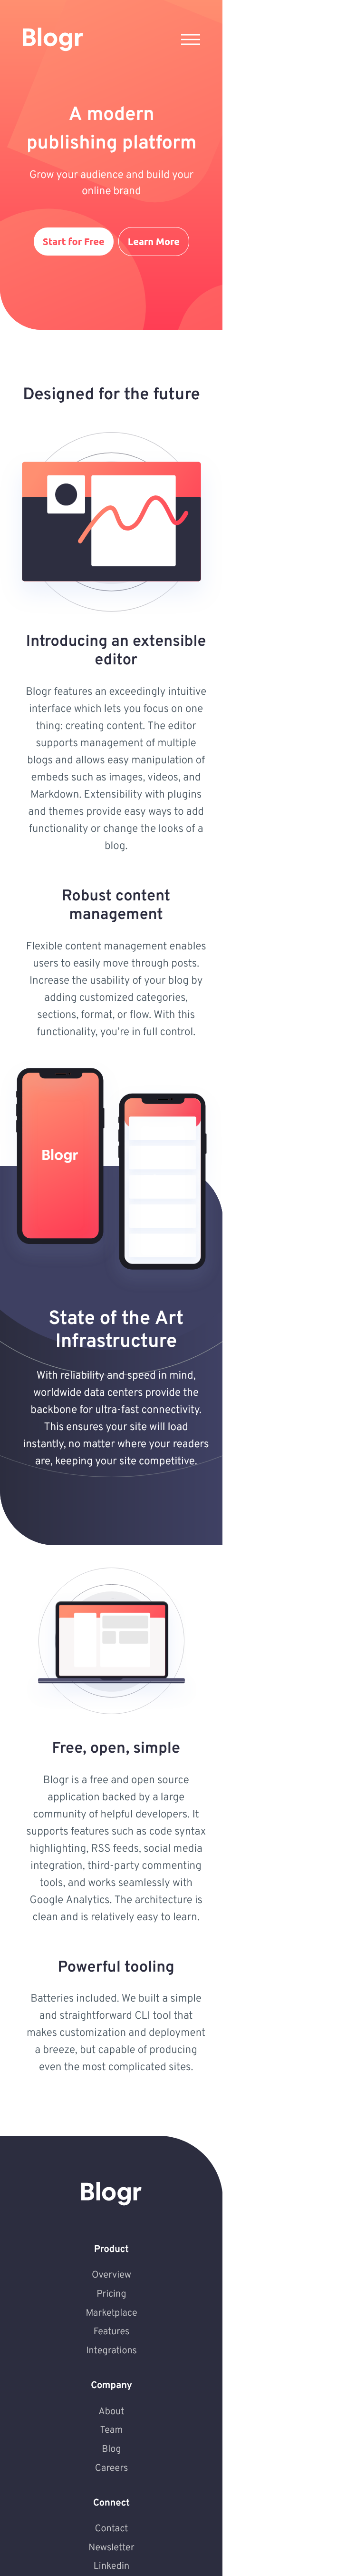 Blogr
A modern
publishing platform
Grow your audience and build your
online brand
Start for Free
Learn More
Designed for the future
Introducing an extensible
editor
Blogr features an exceedingly intuitive
interface which lets you focus on one
thing: creating content. The editor
supports management of multiple
blogs and allows easy manipulation of
embeds such as images, videos, and
Markdown. Extensibility with plugins
and themes provide easy ways to add
functionality or change the looks of a
blog.
Robust content
management
Flexible content management enables
users to easily move through posts.
Increase the usability of your blog by
adding customized categories,
sections, format, or flow. With this
functionality, you're in full control.
Blogr
State of the Art
Infrastructure
With reliability and speed in mind,
worldwide data centers provide the
backbone for ultra-fast connectivity.
This ensures your site will load
instantly, no matter where your readers
are, keeping your site competitive.
Free, open, simple
Blogr is a free and open source
application backed by a large
community of helpful developers. It
supports features such as code syntax
highlighting, RSS feeds, social media
integration, third-party commenting
tools, and works seamlessly with
Google Analytics. The architecture is
clean and is relatively easy to learn.
Powerful tooling
Batteries included. We built a simple
and straightforward CLI tool that
makes customization and deployment
a breeze, but capable of producing
even the most complicated sites.
Blogr
Product
Overview
Pricing
Marketplace
Features
Integrations
Company
About
Team
Blog
Careers
Connect
Contact
Newsletter
Linkedin